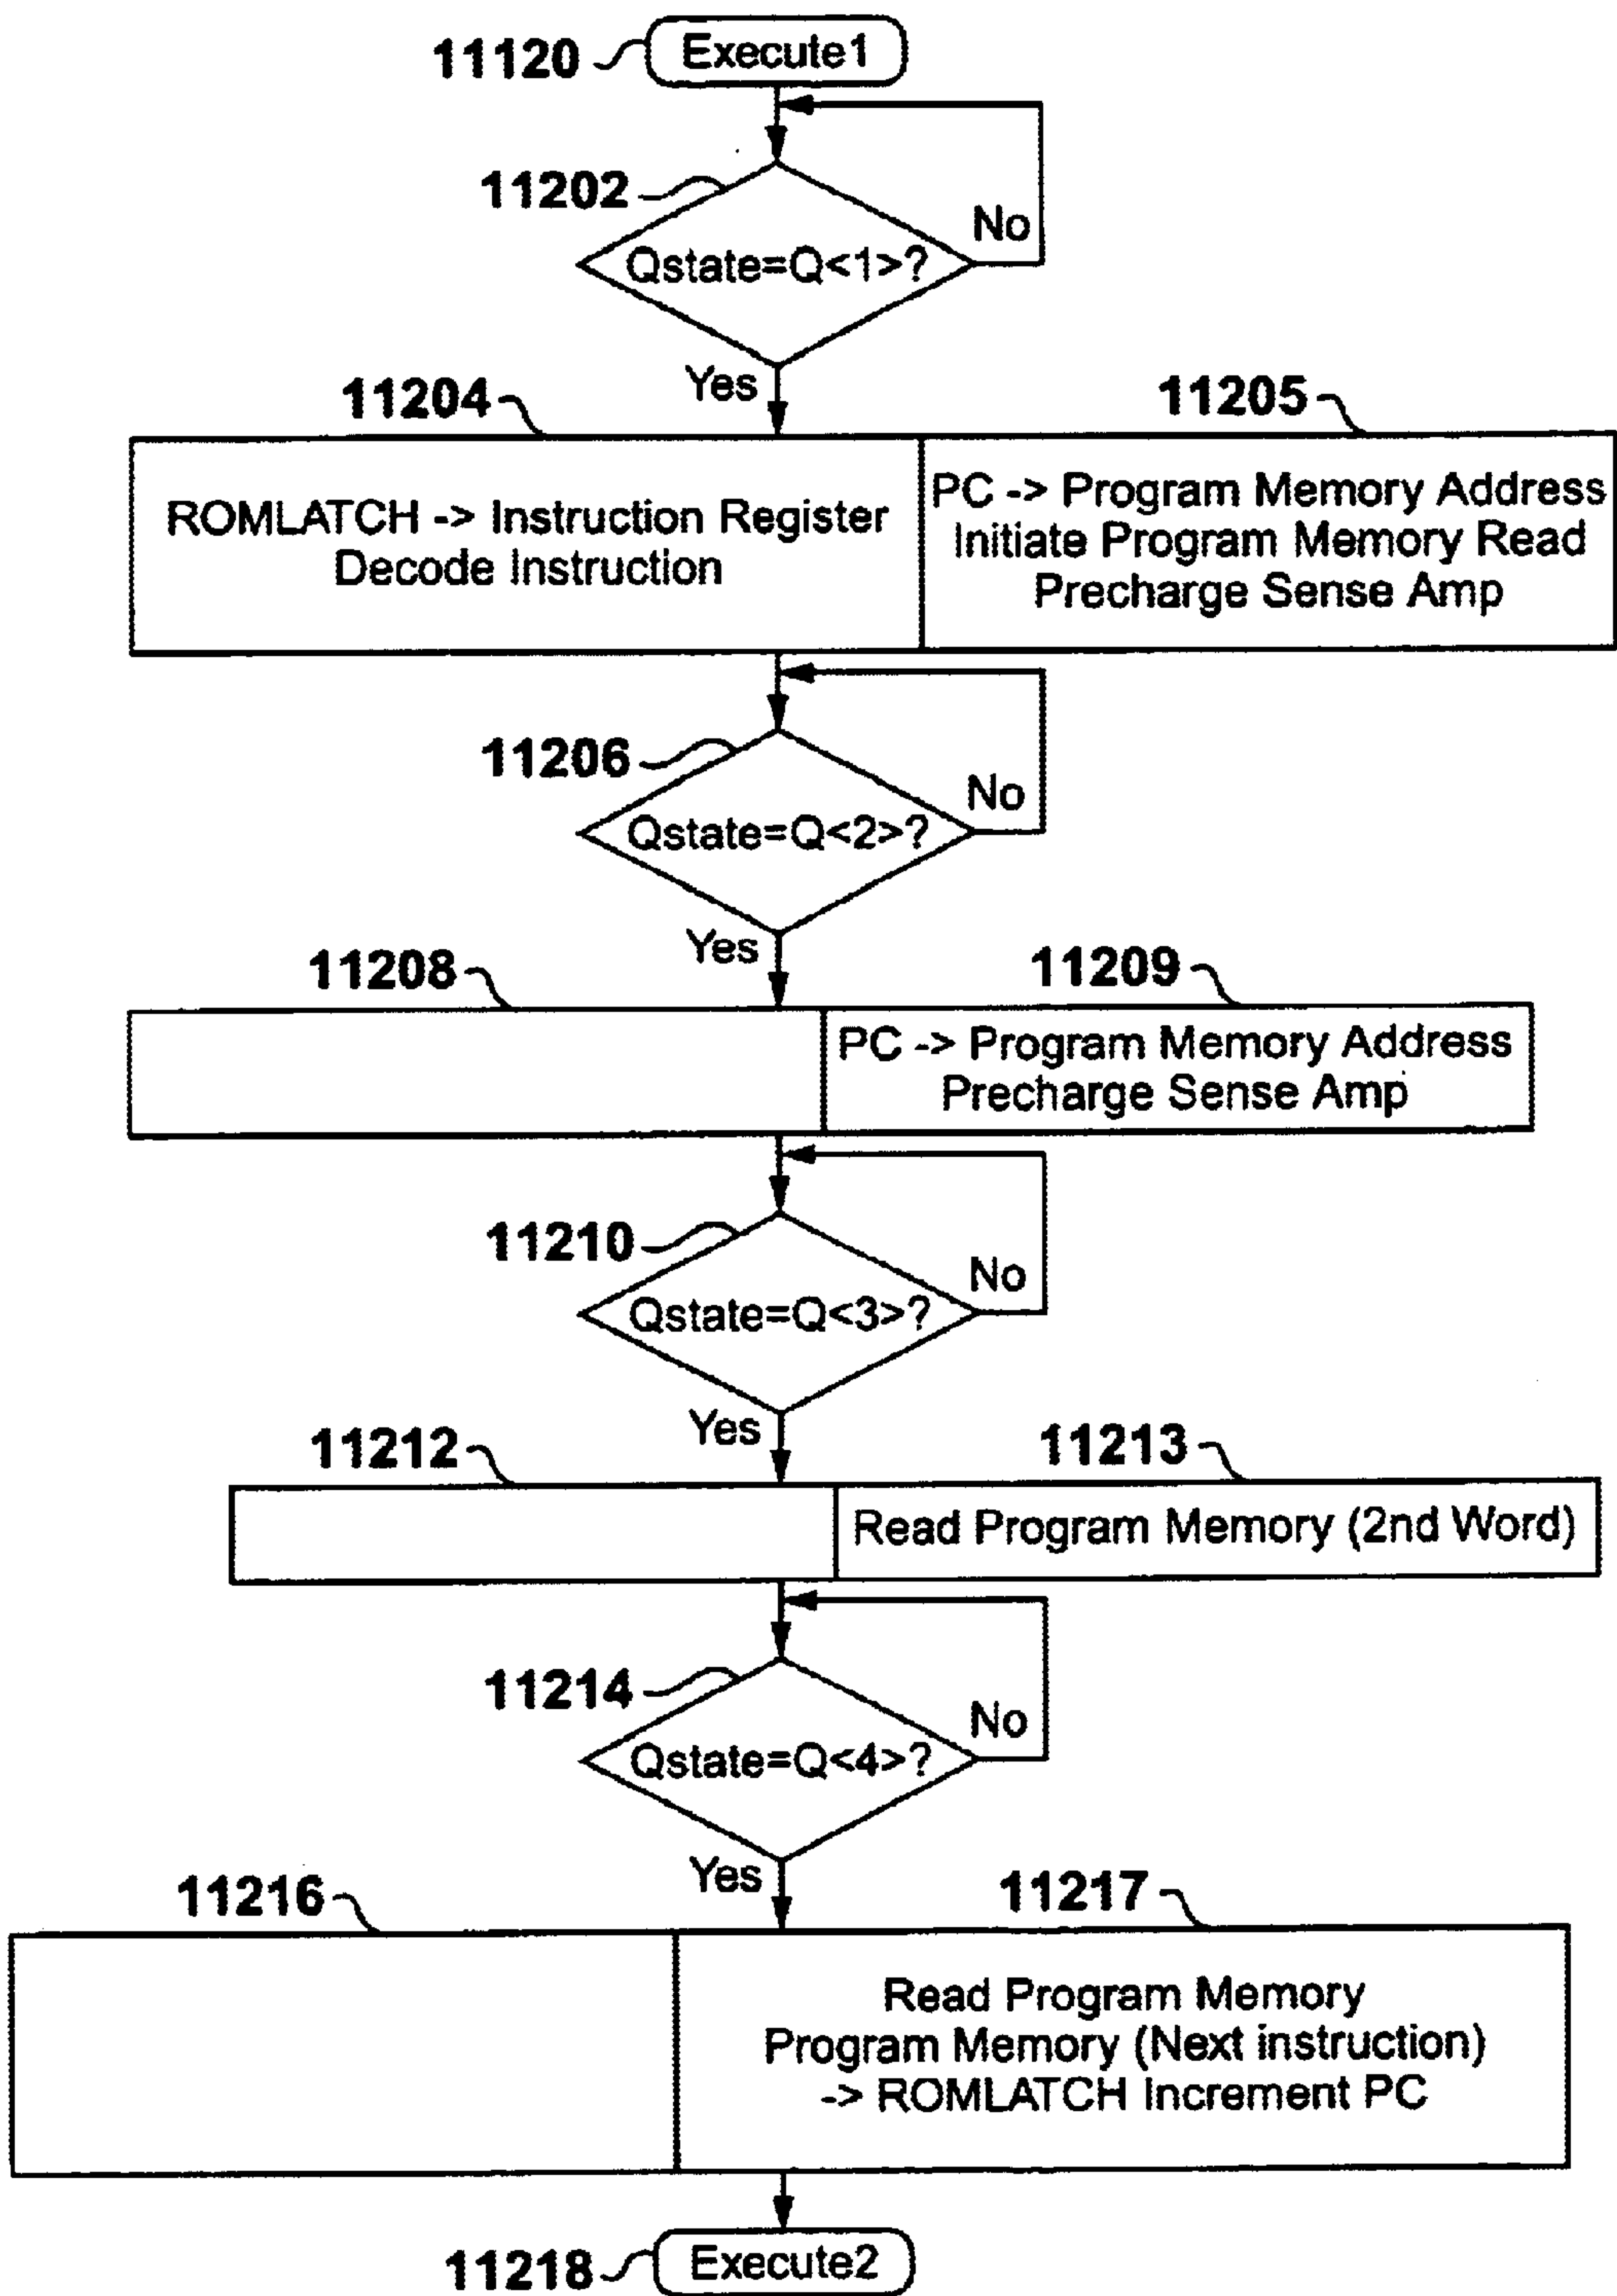 11120
Execute1
11202
No
Qstate=Q<1>?
Yes
11204
11205
ROMLATCH -> Instruction Register
Decode Instruction
PC -> Program Memory Address
Initiate Program Memory Read
Precharge Sense Amp
11206
No
Qstate=Q<2>?
Yes
11208
11209
PC -> Program Memory Address
Precharge Sense Amp
11210
No
Qstate=Q<3>?
Yes
11212
11213
Read Program Memory (2nd Word)
11214
No
Qstate=Q<4>?
Yes
11216
11217
Read Program Memory
Program Memory (Next instruction)
-> ROMLATCH Increment PC
11218
Execute2